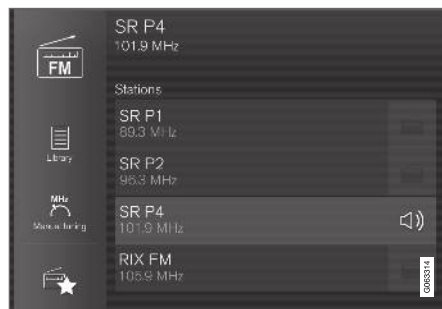 SR P4
101.9 MHz
FM
Stations
SR P1
89.3 MHz
Library
SR P2
96.3 MHz
MHz
Manual tuning
SR P4
101.9 MHz
RIX FM
105.9 MHz
G063314